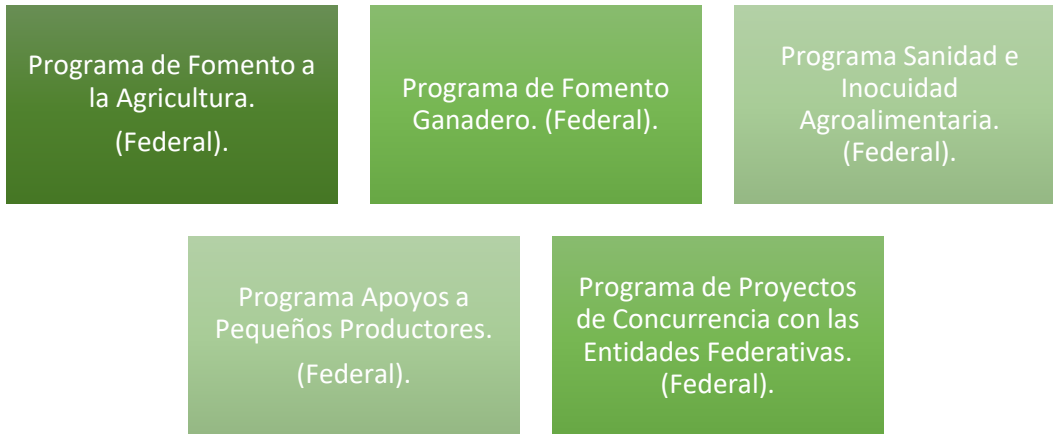 Programa de Fomento a
la Agricultura.
(Federal).
Programa de Fomento
Ganadero. (Federal).
Programa Sanidad e
Inocuidad
Agroalimentaria.
(Federal).
Programa Apoyos a
Pequeños Productores.
(Federal).
Programa de Proyectos
de Concurrencia con las
Entidades Federativas.
(Federal).